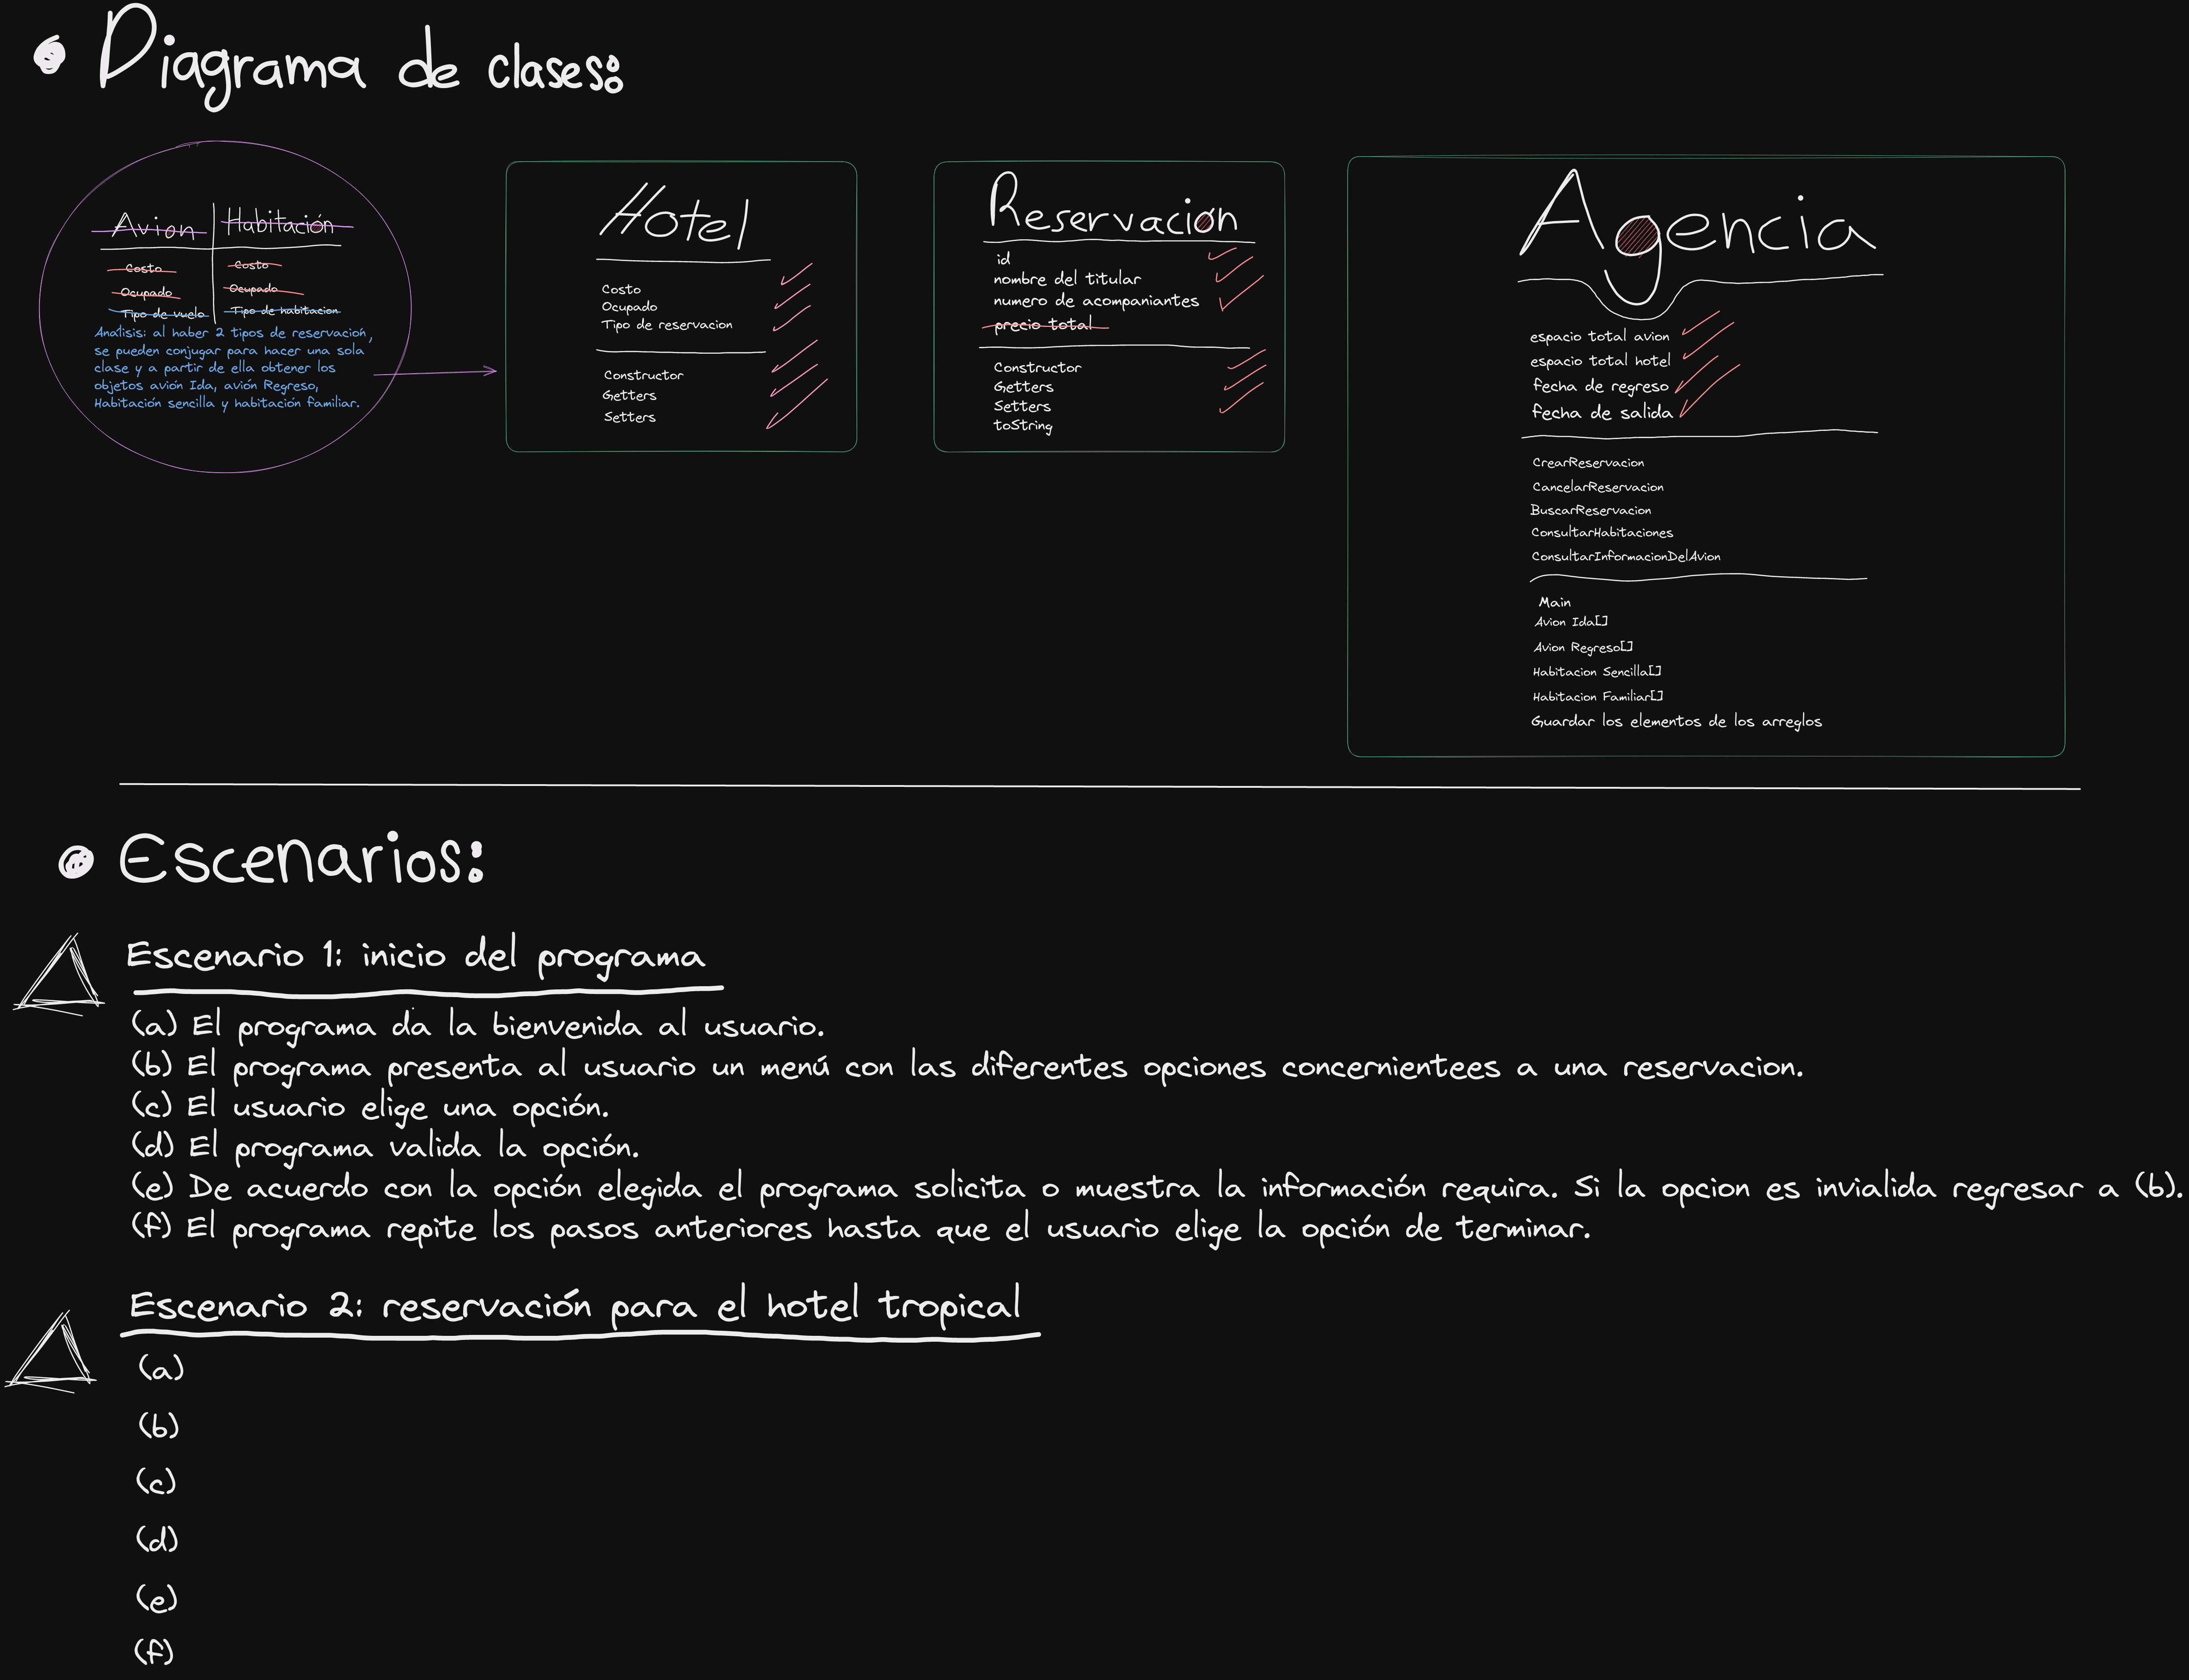 Diagrama de clases:
Avion
Habitación
Costo
Costo
Ocupado
Ocupado
Tipo de vuelo
Tipo de habitacion
Análisis: al haber 2 tipos de reservación,
se pueden conjugar para hacer una sola
clase y a partir de ella obtener los
objetos avión Ida, avión Regreso,
Habitación sencilla y habitación familiar.
Hotel
Costo
Ocupado
Tipo de reservacion
Constructor
Getters
Setters
Reservación
id
nombre del titular
numero de acompaniantes
precio total
Constructor
Getters
Setters
toString
Agencia
espacio total avion
espacio total hotel
fecha de regreso
fecha de salida
CrearReservacion
CancelarReservacion
BuscarReservacion
ConsultarHabitaciones
ConsultarInformacionDelAvion
Main
Avion Ida[]
Avion Regreso[]
Habitacion Sencilla[]
Habitacion Familiar[]
Guardar los elementos de los arreglos
Escenarios:
Escenario 1: inicio del programa
(a) El programa da la bienvenida al usuario.
(b) El programa presenta al usuario un menú con las diferentes opciones concernientees a una reservacion.
(c) El usuario elige una opción.
(d) El programa valida la opción.
(e) De acuerdo con la opción elegida el programa solicita o muestra la información requira. Si la opcion es invialida regresar a (b).
(f) El programa repite los pasos anteriores hasta que el usuario elige la opción de terminar.
Escenario 2: reservación para el hotel tropical
(a)
(b)
(c)
(d)
(e)
(f)